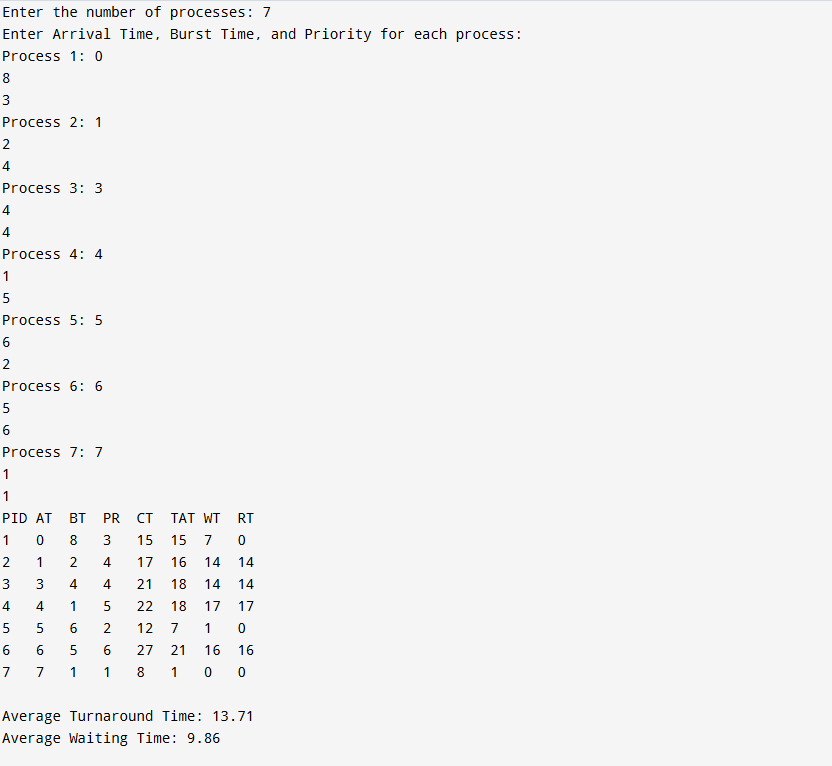 Enter the number of processes: 7
Enter Arrival Time, Burst Time, and Priority for each process:
Process 1: 0
8
3
Process 2: 1
2
4
Process 3: 3
4
4
Process 4: 4
1
5
Process 5: 5
6
2
Process 6: 6
5
6
Process 7: 7
1
1
PID AT  BT  PR  CT  TAT WT  RT
1   0   8   3   15  15  7   0
2   1   2   4   17  16  14  14
3   3   4   4   21  18  14  14
4   4   1   5   22  18  17  17
5   5   6   2   12  7   1   0
6   6   5   6   27  21  16  16
7   7   1   1   8   1   0   0
Average Turnaround Time: 13.71
Average Waiting Time: 9.86